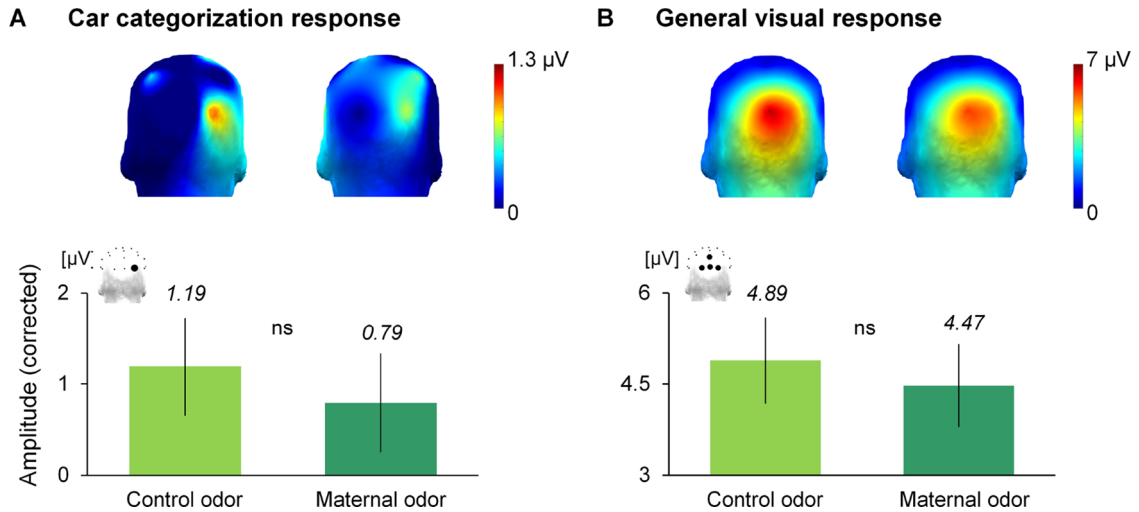 A Car categorization response
1.3 µV
0
[µV]
Amplitude (corrected)
2
1
0
1.19
ns
0.79
Control odor
Maternal odor
B General visual response
7 µV
0
[µV]
6
4.5
3
4.89
ns
4.47
Control odor
Maternal odor